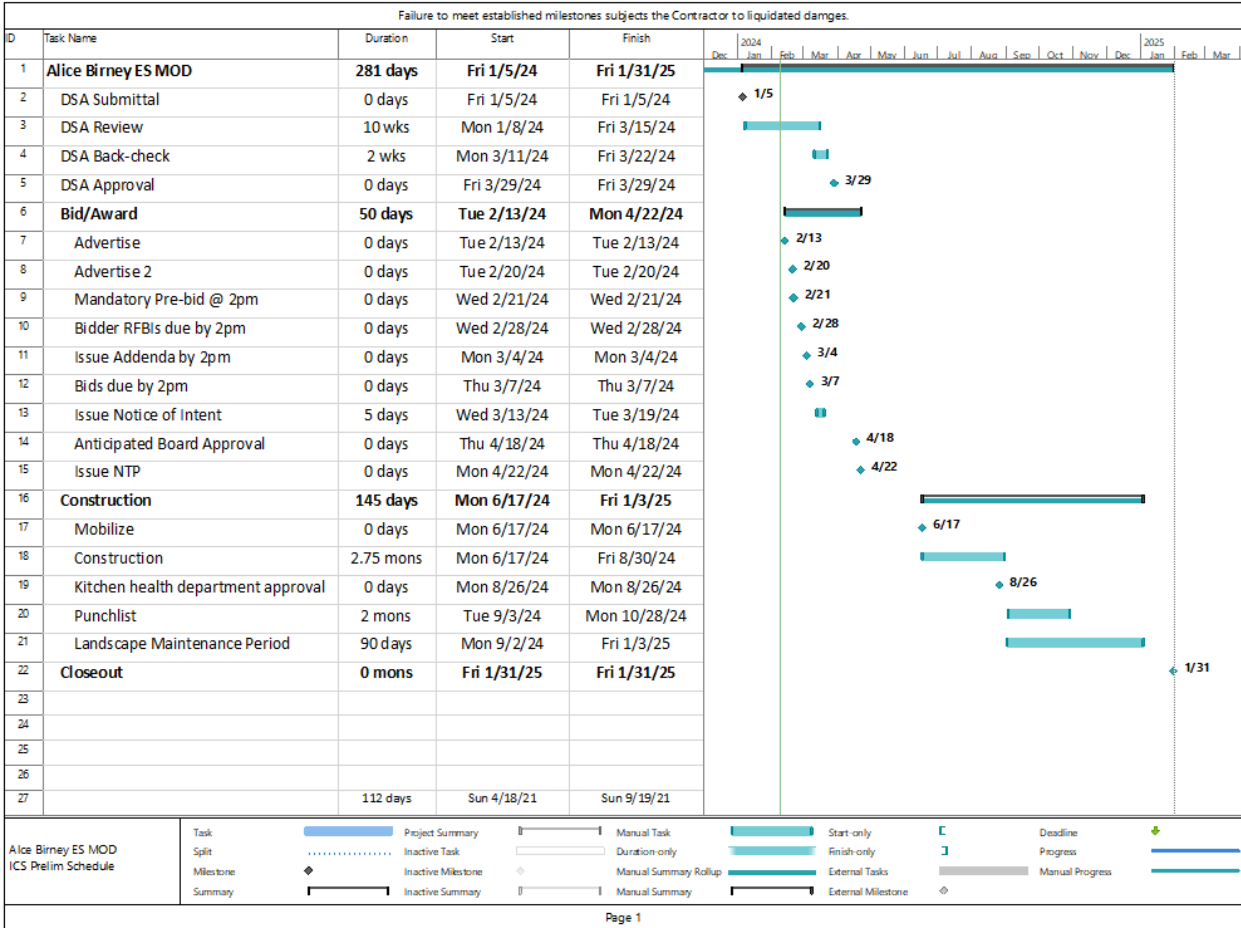 Failure to meet established milestones subjects the Contractor to liquidated damges.
ID Task Name Duration Start Finish
2024 2025
Dec Jan Feb Mar Apr May Jun Jul Aug Sep Oct Nov Dec Jan Feb Mar
1 Alice Birney ES MOD 281 days Fri 1/5/24 Fri 1/31/25
2 DSA Submittal 0 days Fri 1/5/24 Fri 1/5/24 1/5
3 DSA Review 10 wks Mon 1/8/24 Fri 3/15/24
4 DSA Back-check 2 wks Mon 3/11/24 Fri 3/22/24
5 DSA Approval 0 days Fri 3/29/24 Fri 3/29/24 3/29
6 Bid/Award 50 days Tue 2/13/24 Mon 4/22/24
7 Advertise 0 days Tue 2/13/24 Tue 2/13/24 2/13
8 Advertise 2 0 days Tue 2/20/24 Tue 2/20/24 2/20
9 Mandatory Pre-bid @ 2pm 0 days Wed 2/21/24 Wed 2/21/24 2/21
10 Bidder RFBIs due by 2pm 0 days Wed 2/28/24 Wed 2/28/24 2/28
11 Issue Addenda by 2pm 0 days Mon 3/4/24 Mon 3/4/24 3/4
12 Bids due by 2pm 0 days Thu 3/7/24 Thu 3/7/24 3/7
13 Issue Notice of Intent 5 days Wed 3/13/24 Tue 3/19/24
14 Anticipated Board Approval 0 days Thu 4/18/24 Thu 4/18/24 4/18
15 Issue NTP 0 days Mon 4/22/24 Mon 4/22/24 4/22
16 Construction 145 days Mon 6/17/24 Fri 1/3/25
17 Mobilize 0 days Mon 6/17/24 Mon 6/17/24 6/17
18 Construction 2.75 mons Mon 6/17/24 Fri 8/30/24
19 Kitchen health department approval 0 days Mon 8/26/24 Mon 8/26/24 8/26
20 Punchlist 2 mons Tue 9/3/24 Mon 10/28/24
21 Landscape Maintenance Period 90 days Mon 9/2/24 Fri 1/3/25
22 Closeout 0 mons Fri 1/31/25 Fri 1/31/25 1/31
23
24
25
26
27 112 days Sun 4/18/21 Sun 9/19/21
Alice Birney ES MOD
ICS Prelim Schedule
Task Project Summary Manual Task Start-only Deadline
Split Inactive Task Duration-only Finish-only Progress
Milestone Inactive Milestone Manual Summary Rollup External Tasks Manual Progress
Summary Inactive Summary Manual Summary External Milestone
Page 1